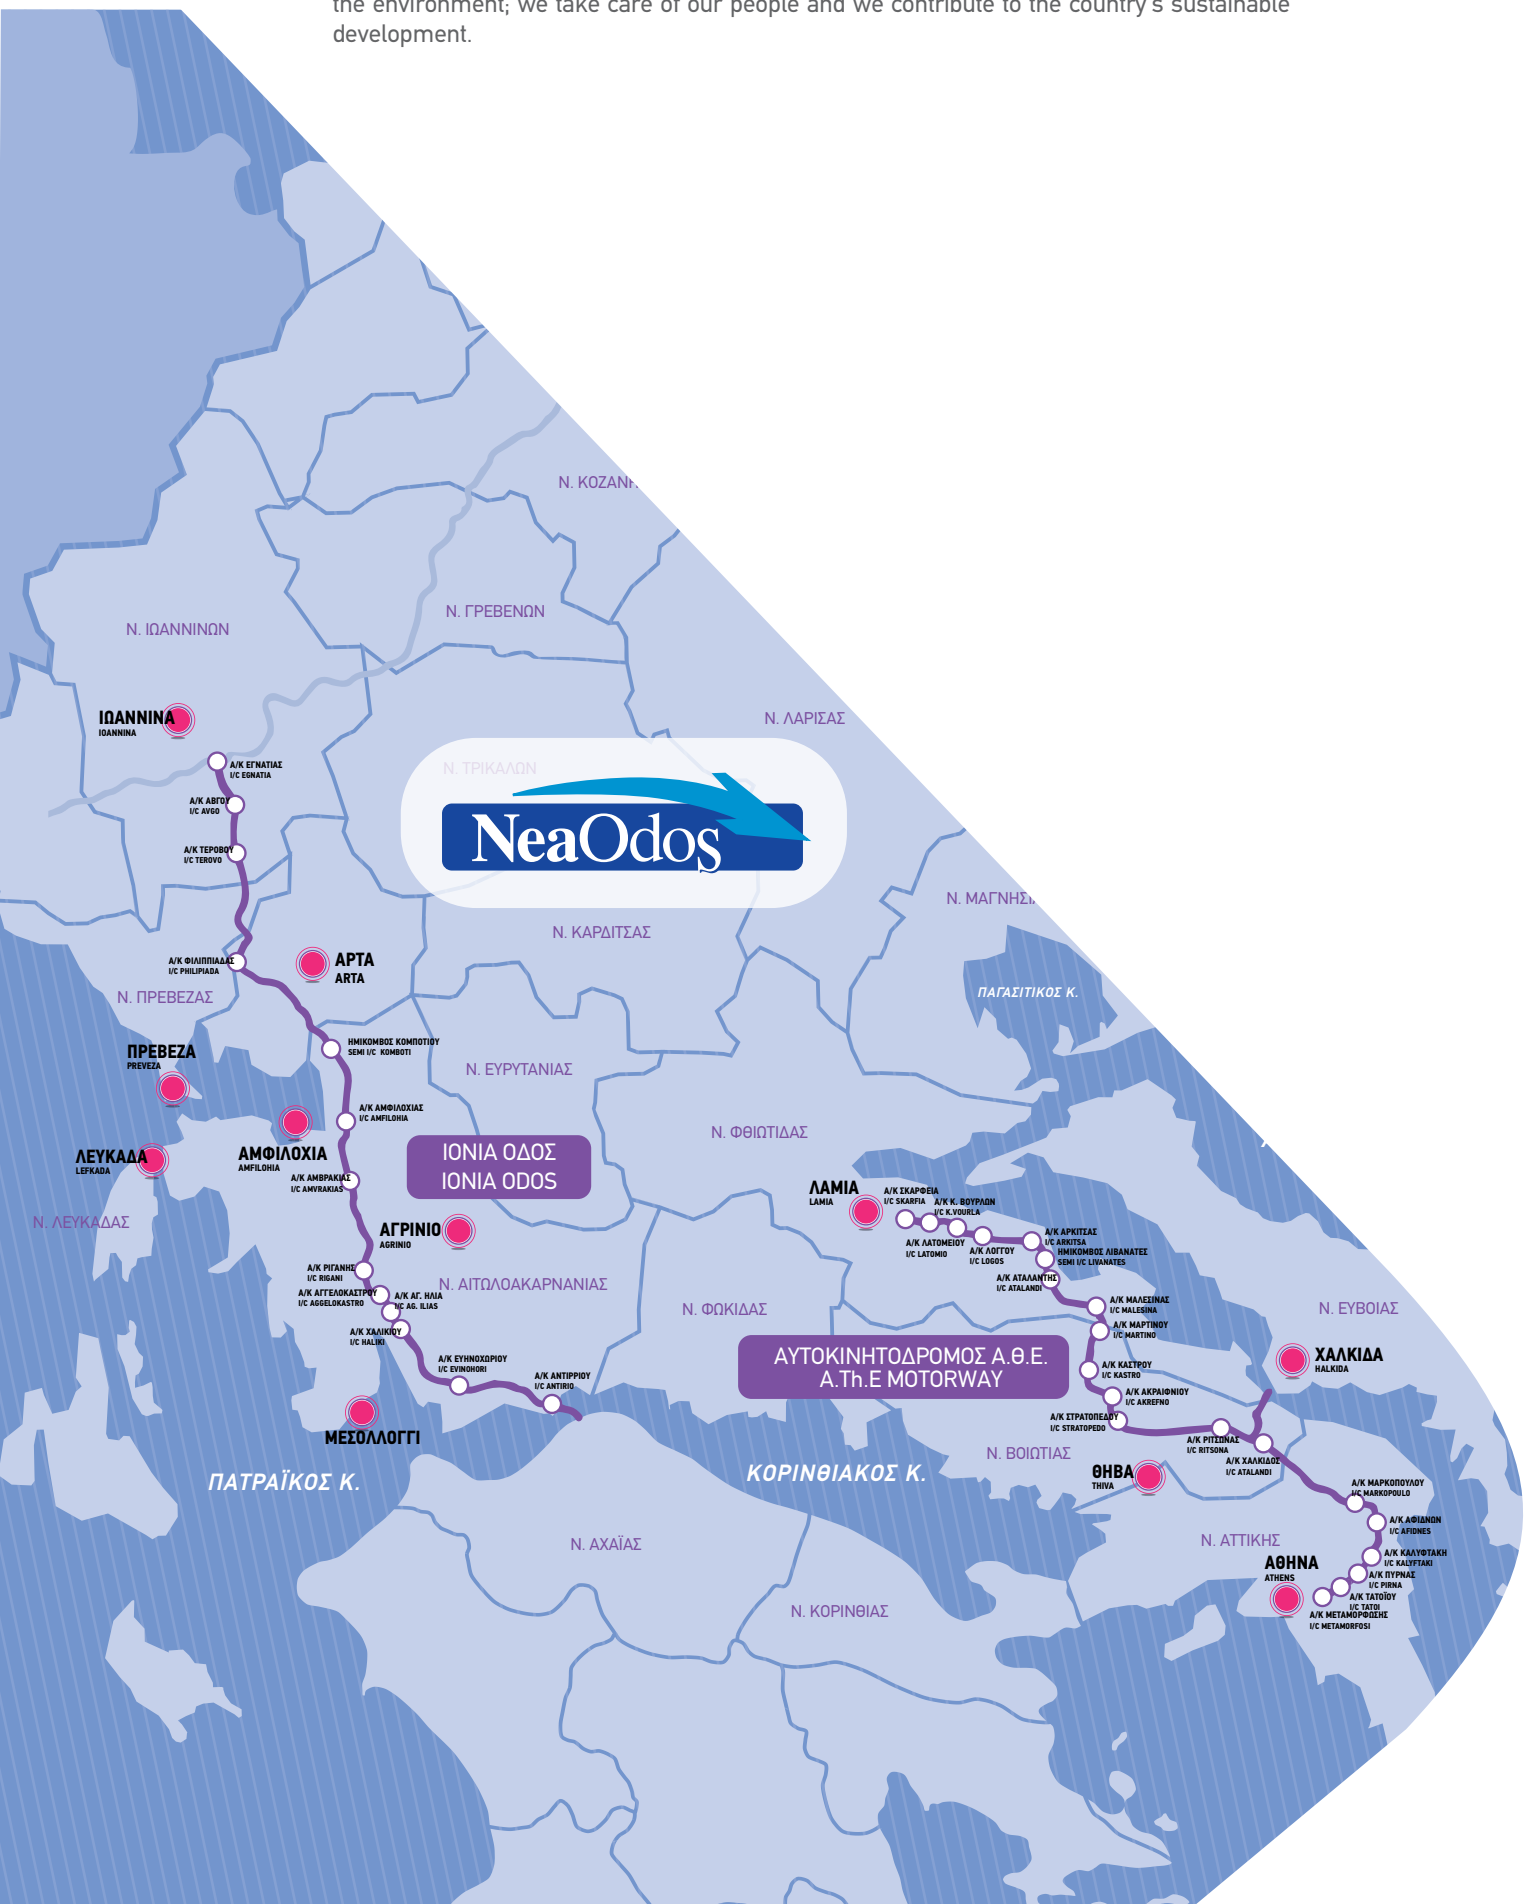 the environment; we take care of our people and we contribute to the country's sustainable
development.
Ν. ΚΟΖΑΝΗ
Ν. ΓΡΕΒΕΝΩΝ
Ν. ΙΩΑΝΝΙΝΩΝ
ΙΩΑΝΝΙΝΑ
IOANNINA
Ν. ΛΑΡΙΣΑΣ
Α/Κ ΕΓΝΑΤΙΑΣ
I/C EGNATIA
Ν. ΤΡΙΚΑΛΩΝ
Α/Κ ΑΒΓΟΥ
I/C AVGO
NeaOdos
Α/Κ ΤΕΡΟΒΟΥ
I/C TEROVO
Ν. ΜΑΓΝΗΣΙ
Ν. ΚΑΡΔΙΤΣΑΣ
Α/Κ ΦΙΛΙΠΠΙΑΔΑΣ
I/C PHILIPIADA
ΑΡΤΑ
ARTA
Ν. ΠΡΕΒΕΖΑΣ
ΠΑΓΑΣΙΤΙΚΟΣ Κ.
ΠΡΕΒΕΖΑ
PREVEZA
ΗΜΙΚΟΜΒΟΣ ΚΟΜΠΟΤΙΟΥ
SEMI I/C KOMBOTI
Ν. ΕΥΡΥΤΑΝΙΑΣ
Α/Κ ΑΜΦΙΛΟΧΙΑΣ
I/C AMFILOHIA
Ν. ΦΘΙΩΤΙΔΑΣ
ΛΕΥΚΑΔΑ
LEFKADA
ΑΜΦΙΛΟΧΙΑ
AMFILOHIA
ΙΟΝΙΑ ΟΔΟΣ
IONIA ODOS
Α/Κ ΑΜΒΡΑΚΙΑΣ
I/C AMVRAKIAS
ΛΑΜΙΑ
LAMIA
Α/Κ ΣΚΑΡΦΕΙΑ
I/C SKARFIA
Α/Κ Κ. ΒΟΥΡΛΩΝ
I/C K.VOURLA
Ν. ΛΕΥΚΑΔΑΣ
ΑΓΡΙΝΙΟ
AGRINIO
Α/Κ ΛΑΤΟΜΕΙΟΥ
I/C LATOMIO
Α/Κ ΛΟΓΓΟΥ
I/C LOGOS
Α/Κ ΑΡΚΙΤΣΑΣ
I/C ARKITSA
ΗΜΙΚΟΜΒΟΣ ΛΙΒΑΝΑΤΕΣ
SEMI I/C LIVANATES
Α/Κ ΡΙΓΑΝΗΣ
I/C RIGANI
Α/Κ ΑΤΑΛΑΝΤΗΣ
I/C ATALANDI
Ν. ΑΙΤΩΛΟΑΚΑΡΝΑΝΙΑΣ
Α/Κ ΑΓΓΕΛΟΚΑΣΤΡΟΥ
I/C AGGELOKASTRO
Α/Κ ΑΓ. ΗΛΙΑ
I/C AG. ILIAS
Α/Κ ΜΑΛΕΣΙΝΑΣ
I/C MALESINA
Ν. ΦΩΚΙΔΑΣ
Ν. ΕΥΒΟΙΑΣ
Α/Κ ΧΑΛΙΚΙΟΥ
I/C HALIKI
Α/Κ ΜΑΡΤΙΝΟΥ
I/C MARTINO
ΑΥΤΟΚΙΝΗΤΟΔΡΟΜΟΣ Α.Θ.Ε.
A.Th.E MOTORWAY
ΧΑΛΚΙΔΑ
HALKIDA
Α/Κ ΕΥΗΝΟΧΩΡΙΟΥ
I/C EVINOHORI
Α/Κ ΚΑΣΤΡΟΥ
I/C KASTRO
Α/Κ ΑΝΤΙΡΡΙΟΥ
I/C ANTIRIO
Α/Κ ΑΚΡΑΙΦΝΙΟΥ
I/C AKREFNO
Α/Κ ΣΤΡΑΤΟΠΕΔΟΥ
I/C STRATOPEDO
ΜΕΣΟΛΛΟΓΓΙ
Α/Κ ΡΙΤΣΩΝΑΣ
I/C RITSONA
Ν. ΒΟΙΩΤΙΑΣ
Α/Κ ΧΑΛΚΙΔΟΣ
I/C ATALANDI
ΠΑΤΡΑΪΚΟΣ Κ.
ΚΟΡΙΝΘΙΑΚΟΣ Κ.
ΘΗΒΑ
THIVA
Α/Κ ΜΑΡΚΟΠΟΥΛΟΥ
I/C MARKOPOULO
Α/Κ ΑΦΙΔΝΩΝ
I/C AFIDNES
Ν. ΑΧΑΪΑΣ
Ν. ΑΤΤΙΚΗΣ
Α/Κ ΚΑΛΥΦΤΑΚΗ
I/C KALYFTAKI
ΑΘΗΝΑ
ATHENS
Α/Κ ΠΥΡΝΑΣ
I/C PIRNA
Α/Κ ΤΑΤΟΪΟΥ
I/C TATOI
Ν. ΚΟΡΙΝΘΙΑΣ
Α/Κ ΜΕΤΑΜΟΡΦΩΣΗΣ
I/C METAMORFOSI